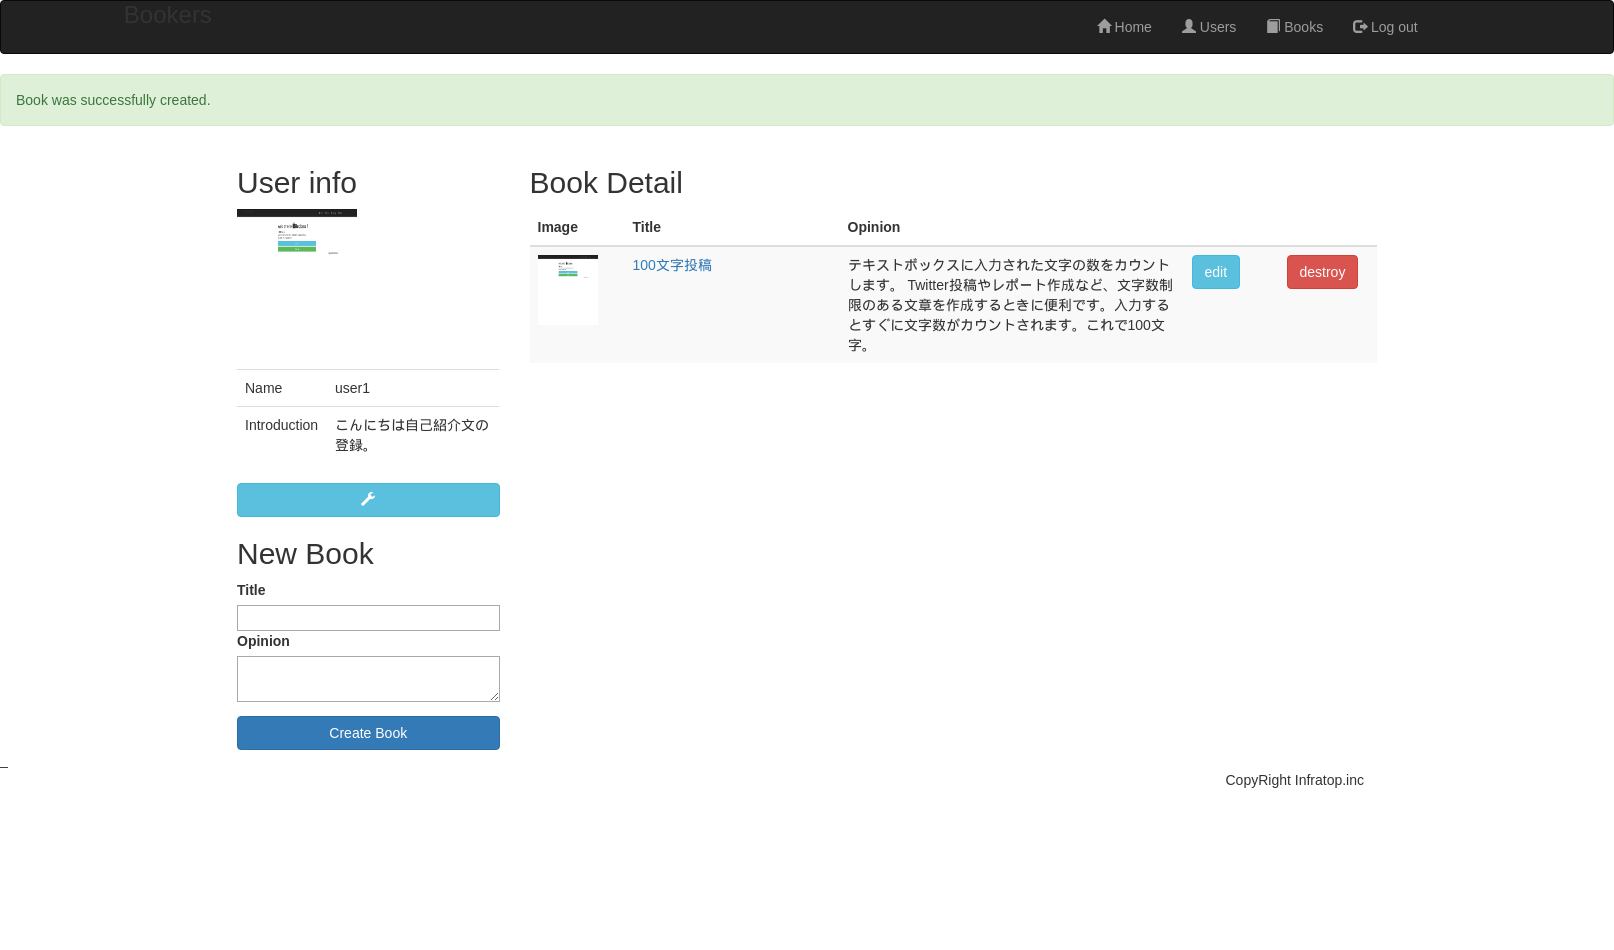 Bookers
Home Users Books Log out
Book was successfully created.
User info
Name user1
Introduction こんにちは自己紹介文の
登録。
New Book
Title
Opinion
Create Book
Book Detail
Image Title Opinion
100文字投稿
テキストボックスに入力された文字の数をカウント
します。 Twitter投稿やレポート作成など、文字数制
限のある文章を作成するときに便利です。入力する
とすぐに文字数がカウントされます。これで100文
字。
edit destroy
CopyRight Infratop.inc